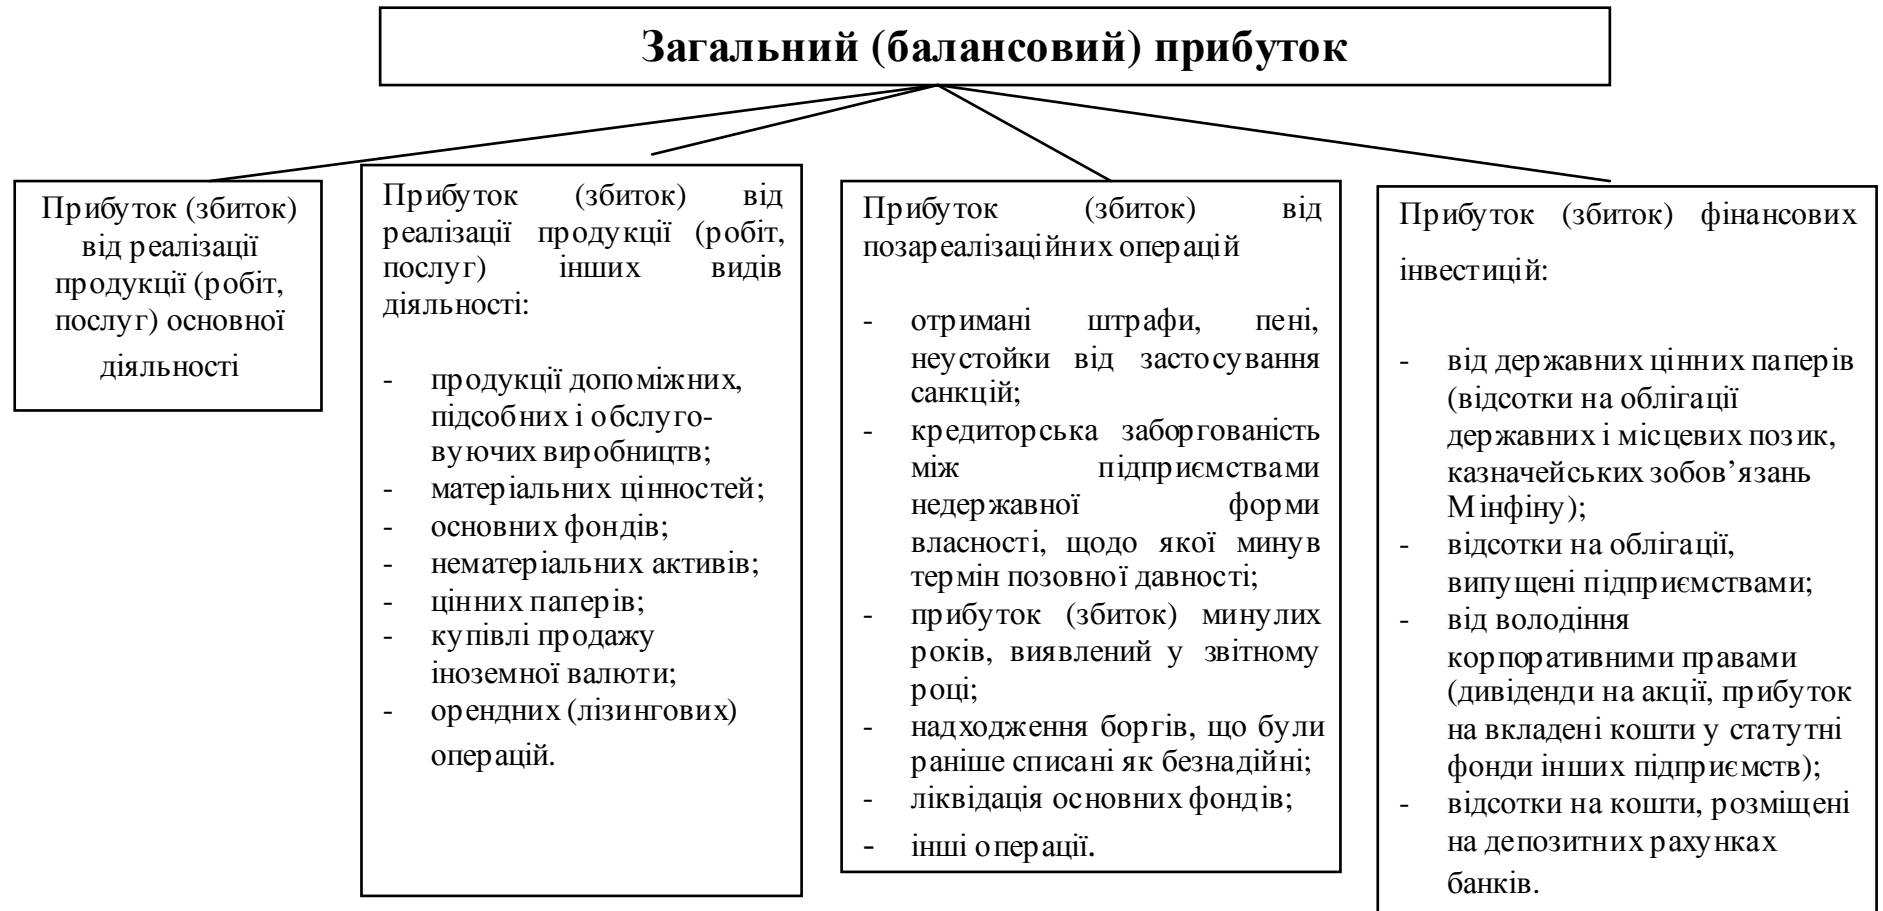 Загальний (балансовий) прибуток
Прибуток (збиток)
від реалізації
продукції (робіт,
послуг) основної
діяльності
Прибуток (збиток) від
реалізації продукції (робіт,
послуг) інших видів
діяльності:
- продукції допоміжних,
підсобних і обслуго-
вуючих виробництв;
- матеріальних цінностей;
- основних фондів;
- нематеріальних активів;
- цінних паперів;
- купівлі продажу
іноземної валюти;
- орендних (лізингових)
операцій.
Прибуток (збиток) від
позареалізаційних операцій
- отримані штрафи, пені,
неустойки від застосування
санкцій;
- кредиторська заборгованість
між підприємствами
недержавної форми
власності, щодо якої минув
термін позовної давності;
- прибуток (збиток) минулих
років, виявлений у звітному
році;
- надходження боргів, що були
раніше списані як безнадійні;
- ліквідація основних фондів;
- інші операції.
Прибуток (збиток) фінансових
інвестицій:
- від державних цінних паперів
(відсотки на облігації
державних і місцевих позик,
казначейських зобов’язань
Мінфіну);
- відсотки на облігації,
випущені підприємствами;
- від володіння
корпоративними правами
(дивіденди на акції, прибуток
на вкладені кошти у статутні
фонди інших підприємств);
- відсотки на кошти, розміщені
на депозитних рахунках
банків.